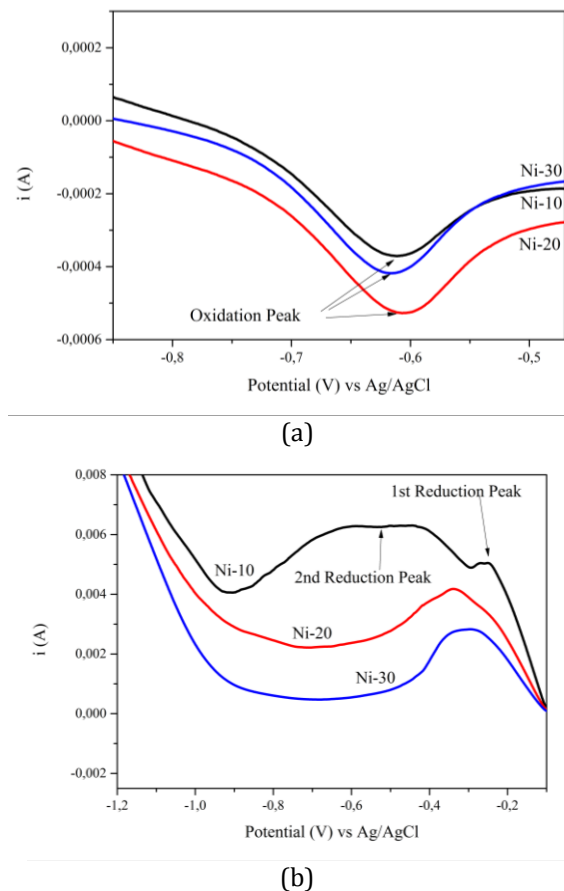 0,0000
-0,0002
-0,0004
-0,0006
i (A)
Ni-30
Ni-10
Ni-20
Oxidation Peak
-0,8
-0,7
-0,6
-0,5
Potential (V) vs Ag/AgCl
(a)
0,008
0,006
0,004
0,002
0,000
-0,002
i (A)
1st Reduction Peak
Ni-10
2nd Reduction Peak
Ni-20
Ni-30
-1,2
-1,0
-0,8
-0,6
-0,4
-0,2
Potential (V) vs Ag/AgCl
(b)